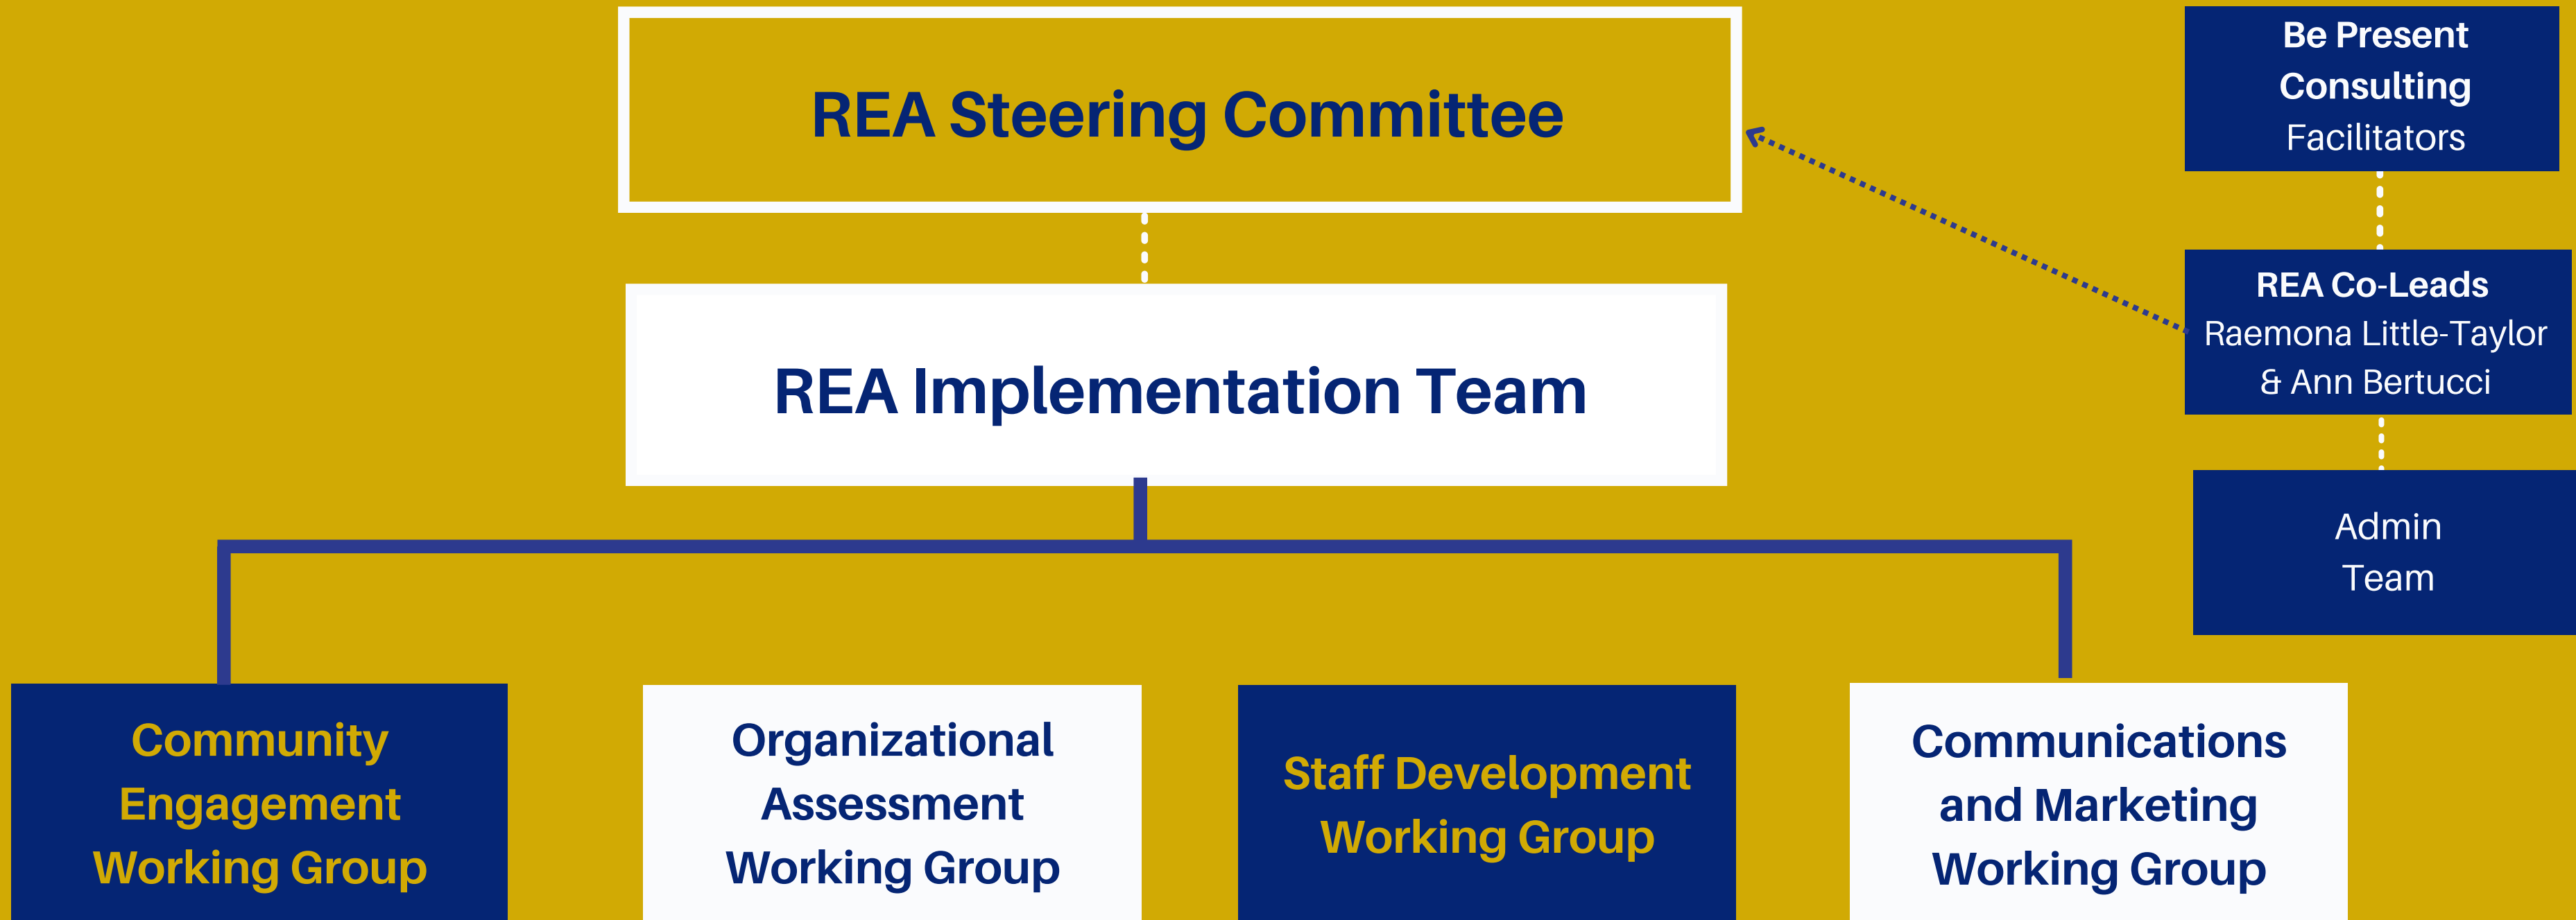 REA Steering Committee
Be Present
Consulting
Facilitators
REA Implementation Team
REA Co-Leads
Raemona Little-Taylor
& Ann Bertucci
Admin
Team
Community
Engagement
Working Group
Organizational
Assessment
Working Group
Staff Development
Working Group
Communications
and Marketing
Working Group